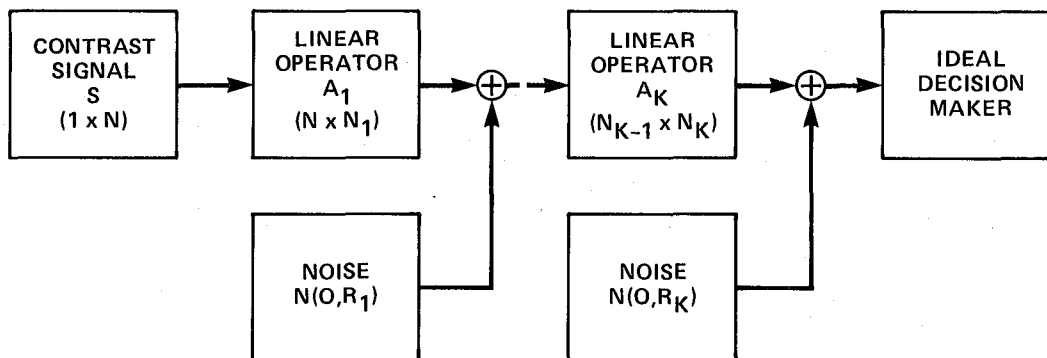 CONTRAST
SIGNAL
S
(1 x N)
LINEAR
OPERATOR
A1
(N x N1)
LINEAR
OPERATOR
AK
(NK-1 x NK)
IDEAL
DECISION
MAKER
NOISE
N(O,R1)
NOISE
N(O,RK)